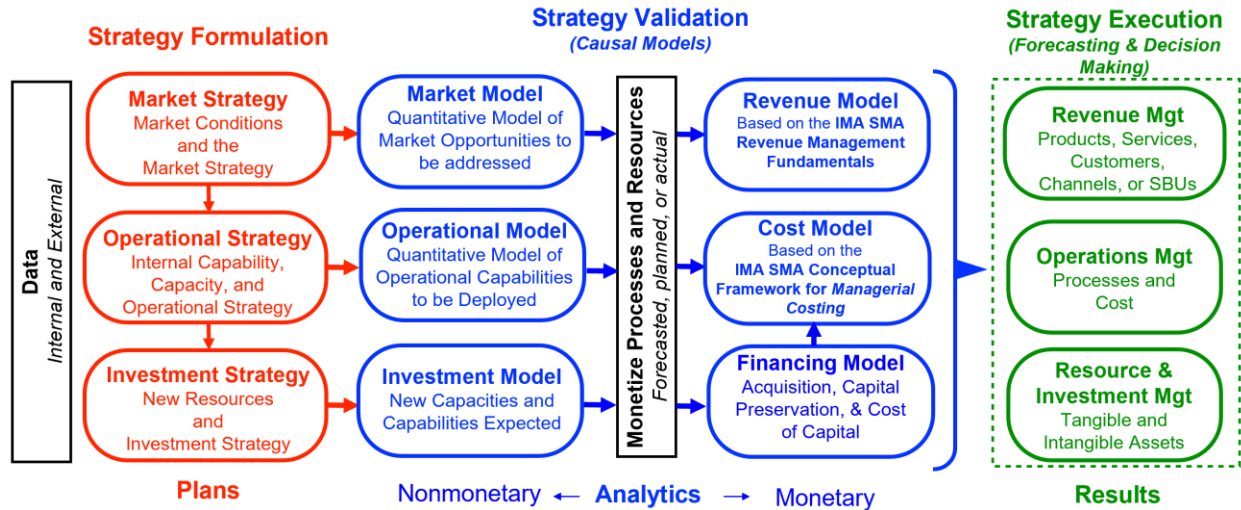 Strategy Formulation
Strategy Validation
(Causal Models)
Strategy Execution
(Forecasting & Decision
Making)
Data
Internal and External
Market Strategy
Market Conditions
and the
Market Strategy
Operational Strategy
Internal Capability,
Capacity, and
Operational Strategy
Investment Strategy
New Resources
and
Investment Strategy
Market Model
Quantitative Model of
Market Opportunities to
be addressed
Operational Model
Quantitative Model of
Operational Capabilities
to be Deployed
Investment Model
New Capacities and
Capabilities Expected
Monetize Processes and Resources
Forecasted, planned, or actual
Revenue Model
Based on the IMA SMA
Revenue Management
Fundamentals
Cost Model
Based on the
IMA SMA Conceptual
Framework for Managerial
Costing
Financing Model
Acquisition, Capital
Preservation, & Cost
of Capital
Revenue Mgt
Products, Services,
Customers,
Channels, or SBUs
Operations Mgt
Processes and
Cost
Resource &
Investment Mgt
Tangible and
Intangible Assets
Plans
Nonmonetary ← Analytics → Monetary
Results